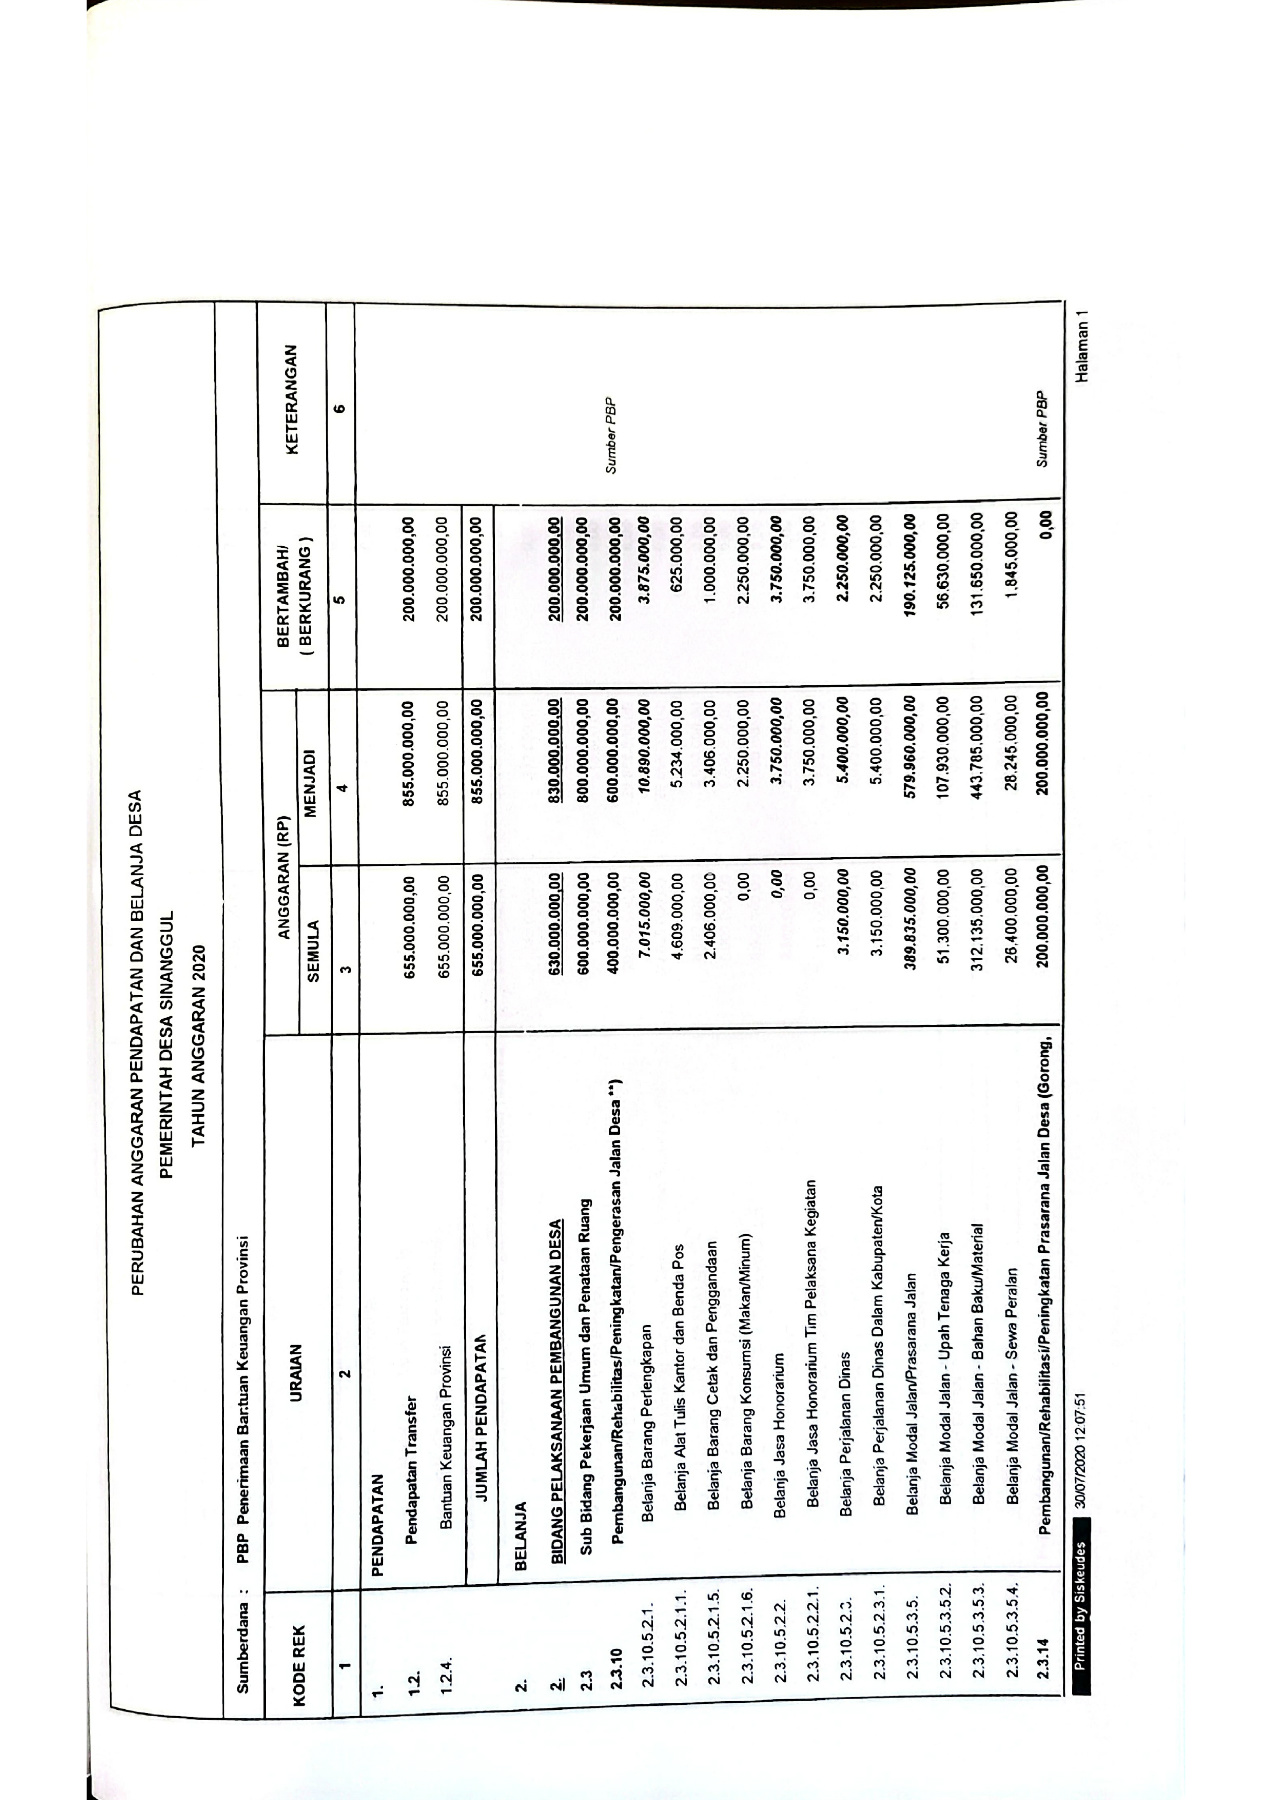 PERUBAHAN ANGGARAN PENDAPATAN DAN BELANJA DESA
PEMERINTAH DESA SINANGGUL
TAHUN ANGGARAN 2020
Sumberdana : PBP Penerimaan Bantuan Keuangan Provinsi
KODE REK URAIAN ANGGARAN (RP) BERTAMBAH/ ( BERKURANG ) KETERANGAN
SEMULA MENJADI
1 2 3 4 5 6
1. PENDAPATAN
1.2. Pendapatan Transfer 655.000.000,00 855.000.000,00 200.000.000,00
1.2.4. Bantuan Keuangan Provinsi 655.000.000,00 855.000.000,00 200.000.000,00
JUMLAH PENDAPATAN 655.000.000,00 855.000.000,00 200.000.000,00
2. BELANJA
2. BIDANG PELAKSANAAN PEMBANGUNAN DESA 630.000.000,00 830.000.000,00 200.000.000,00
2.3 Sub Bidang Pekerjaan Umum dan Penataan Ruang 600.000.000,00 800.000.000,00 200.000.000,00
2.3.10 Pembangunan/Rehabilitas/Peningkatan/Pengerasan Jalan Desa **) 400.000.000,00 600.000.000,00 200.000.000,00 Sumber PBP
2.3.10.5.2.1. Belanja Barang Perlengkapan 7.015.000,00 10.890.000,00 3.875.000,00
2.3.10.5.2.1.1. Belanja Alat Tulis Kantor dan Benda Pos 4.609.000,00 5.234.000,00 625.000,00
2.3.10.5.2.1.5. Belanja Barang Cetak dan Penggandaan 2.406.000,00 3.406.000,00 1.000.000,00
2.3.10.5.2.1.6. Belanja Barang Konsumsi (Makan/Minum) 0,00 2.250.000,00 2.250.000,00
2.3.10.5.2.2. Belanja Jasa Honorarium 0,00 3.750.000,00 3.750.000,00
2.3.10.5.2.2.1. Belanja Jasa Honorarium Tim Pelaksana Kegiatan 0,00 3.750.000,00 3.750.000,00
2.3.10.5.2.3. Belanja Perjalanan Dinas 3.150.000,00 5.400.000,00 2.250.000,00
2.3.10.5.2.3.1. Belanja Perjalanan Dinas Dalam Kabupaten/Kota 3.150.000,00 5.400.000,00 2.250.000,00
2.3.10.5.3.5. Belanja Modal Jalan/Prasarana Jalan 389.835.000,00 579.960.000,00 190.125.000,00
2.3.10.5.3.5.2. Belanja Modal Jalan - Upah Tenaga Kerja 51.300.000,00 107.930.000,00 56.630.000,00
2.3.10.5.3.5.3. Belanja Modal Jalan - Bahan Baku/Material 312.135.000,00 443.785.000,00 131.650.000,00
2.3.10.5.3.5.4. Belanja Modal Jalan - Sewa Peralan 26.400.000,00 28.245.000,00 1.845.000,00
2.3.14 Pembangunan/Rehabilitasi/Peningkatan Prasarana Jalan Desa (Gorong, 200.000.000,00 200.000.000,00 0,00 Sumber PBP
Printed by Siskeudes 30/07/2020 12:07:51 Halaman 1